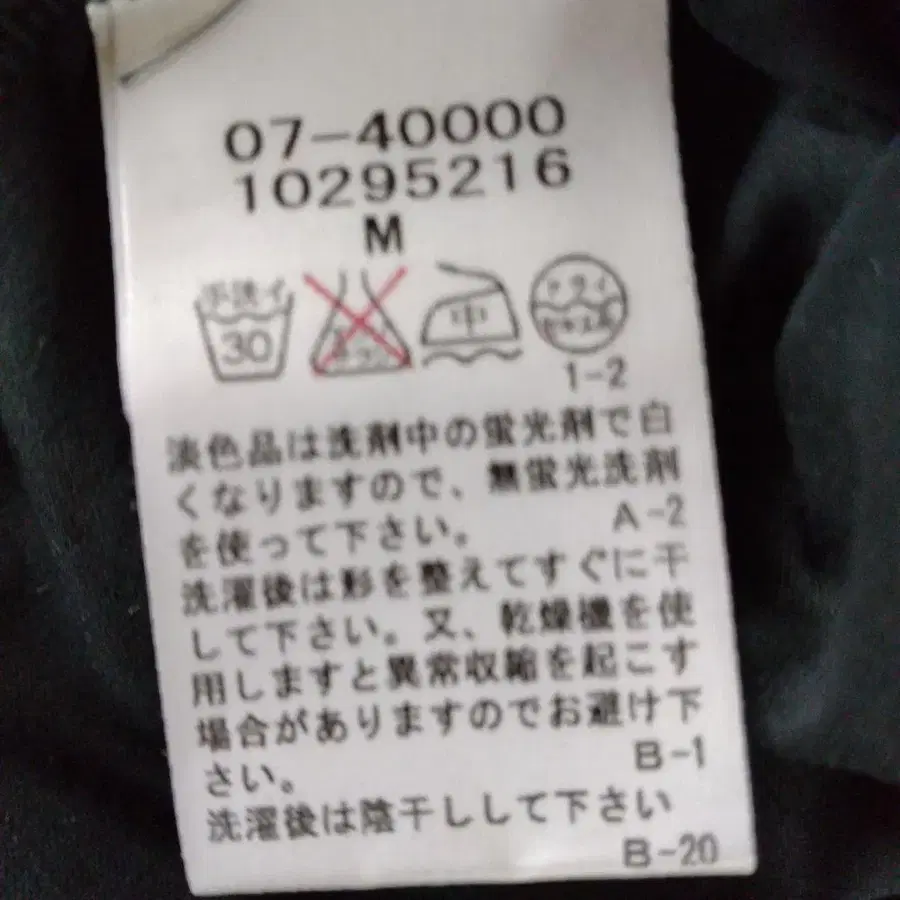 07-40000
10295216
M
手洗イ
30
中
ドライ
1-2
淡色品は洗剤中の蛍光剤で白
くなりますので、無蛍光洗剤
を使って下さい。 A-2
洗濯後は形を整えてすぐに干
して下さい。又、乾燥機を使
用しますと異常収縮を起こす
場合がありますのでお避け下
さい。 B-1
洗濯後は陰干しして下さい
B-20